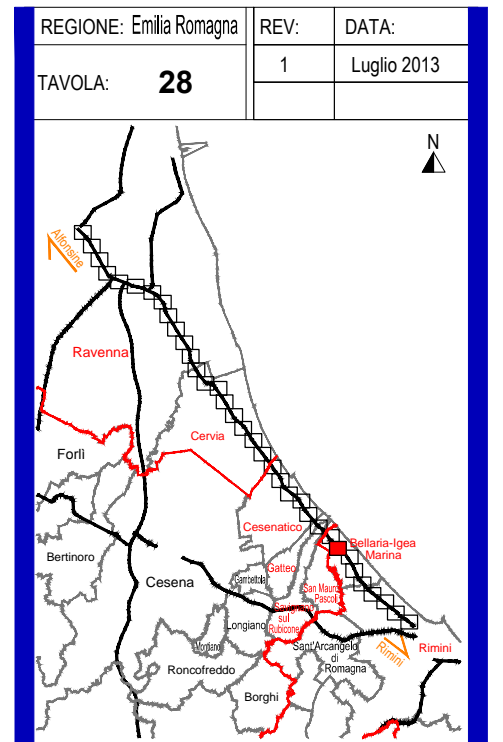 REGIONE: Emilia Romagna
REV:
DATA:
TAVOLA: 28
1
Luglio 2013
N
Alfonsine
Ravenna
Cervia
Forlì
Cesenatico
Bellaria-Igea
Marina
Bertinoro
Gatteo
Cesena
Gambettola
San Mauro
Pascoli
Savignano
sul
Rubicone
Longiano
Montiano
Sant'Arcangelo
di
Romagna
Rimini
Rimini
Roncofreddo
Borghi